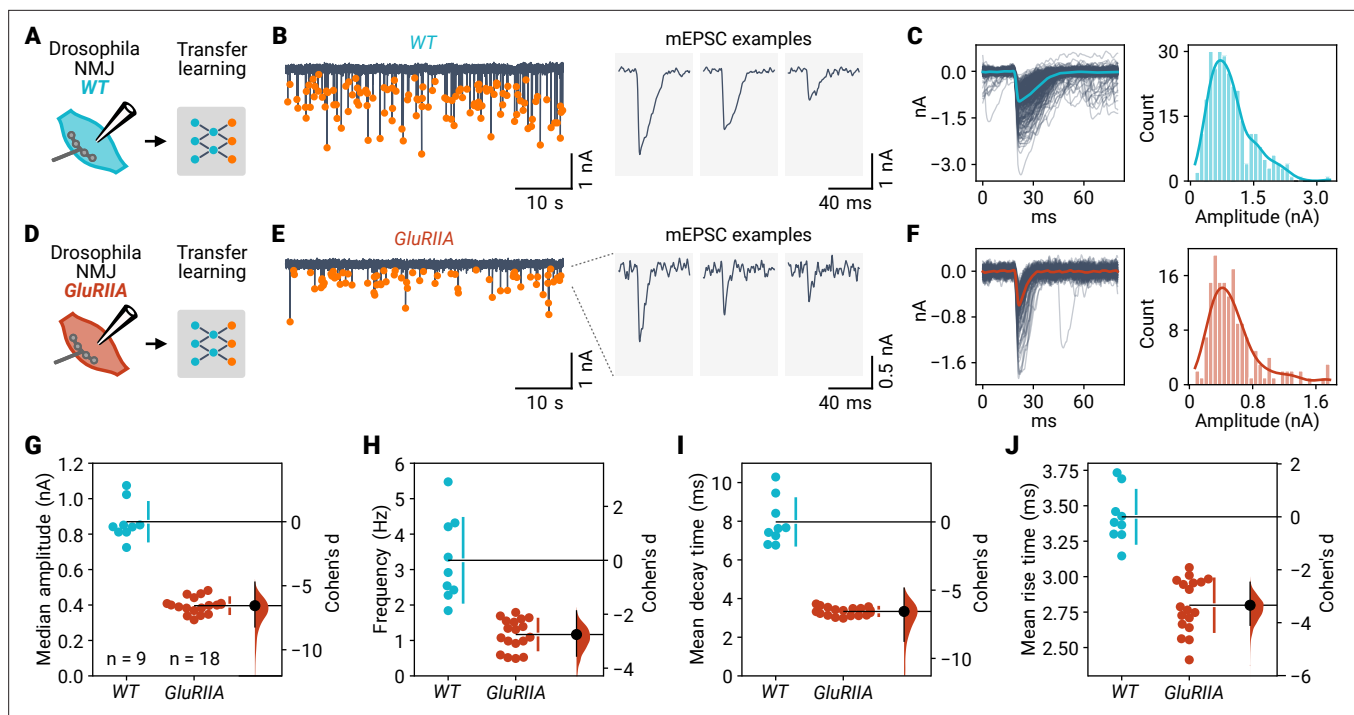 A
Drosophila
NMJ
WT
Transfer
learning
B
WT
1 nA
10 s
mEPSC examples
1 nA
40 ms
C
nA
0.0
−1.5
−3.0
0
30
60
ms
Count
30
15
0
0
1.5
3.0
Amplitude (nA)
D
Drosophila
NMJ
GluRIIA
Transfer
learning
E
GluRIIA
1 nA
10 s
mEPSC examples
0.5 nA
40 ms
F
nA
0.0
−0.8
−1.6
0
30
60
ms
Count
16
8
0
0
0.8
1.6
Amplitude (nA)
G
Median amplitude (nA)
1.2
1.0
0.8
0.6
0.4
0.2
0.0
n = 9
n = 18
WT
GluRIIA
0
−5
−10
Cohen's d
H
Frequency (Hz)
6
5
4
3
2
1
0
WT
GluRIIA
2
0
−2
−4
Cohen's d
I
Mean decay time (ms)
10
8
6
4
2
0
WT
GluRIIA
0
−5
−10
Cohen's d
J
Mean rise time (ms)
3.75
3.50
3.25
3.00
2.75
2.50
WT
GluRIIA
2
0
−2
−4
−6
Cohen's d